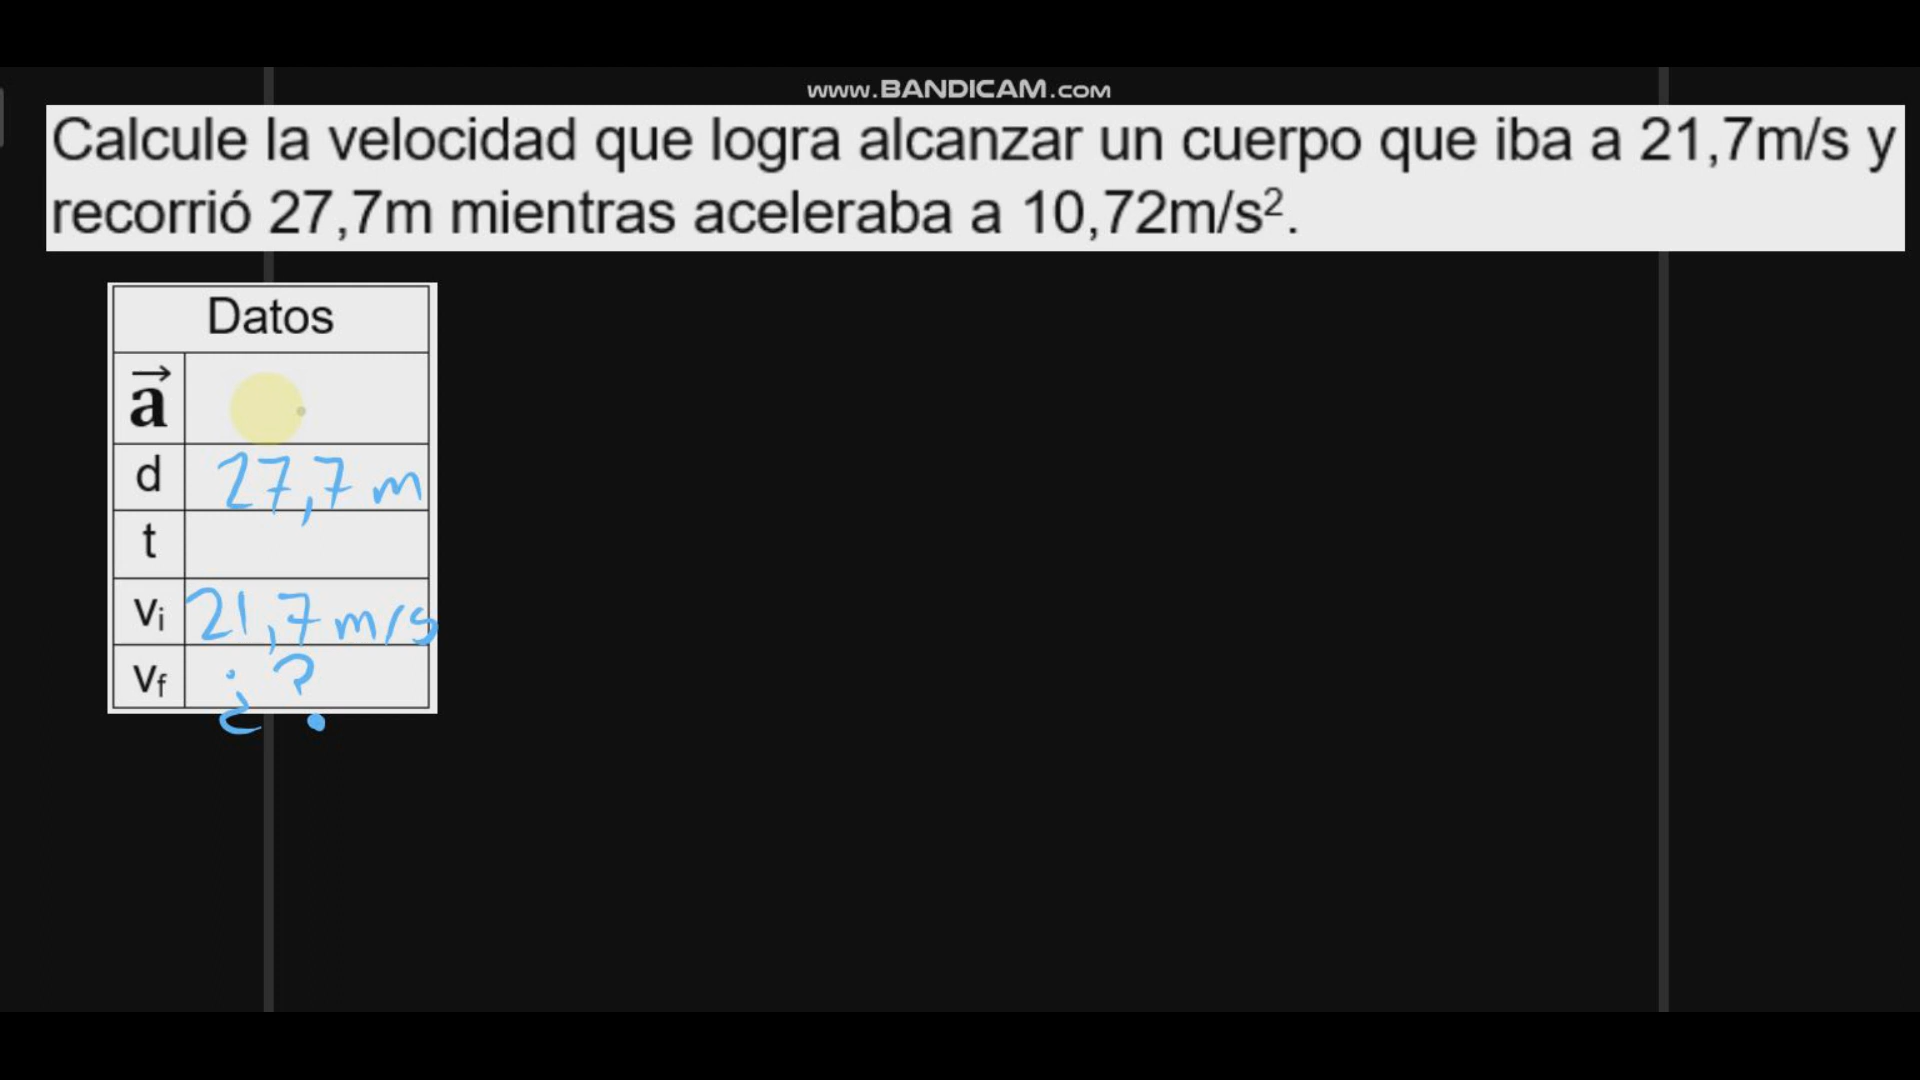 www.BANDICAM.COM
Calcule la velocidad que logra alcanzar un cuerpo que iba a 21,7m/s y
recorrió 27,7m mientras aceleraba a 10,72m/s².
Datos
a⃗
d 27,7 m
t
vᵢ 21,7 m/s
v_f ¿?